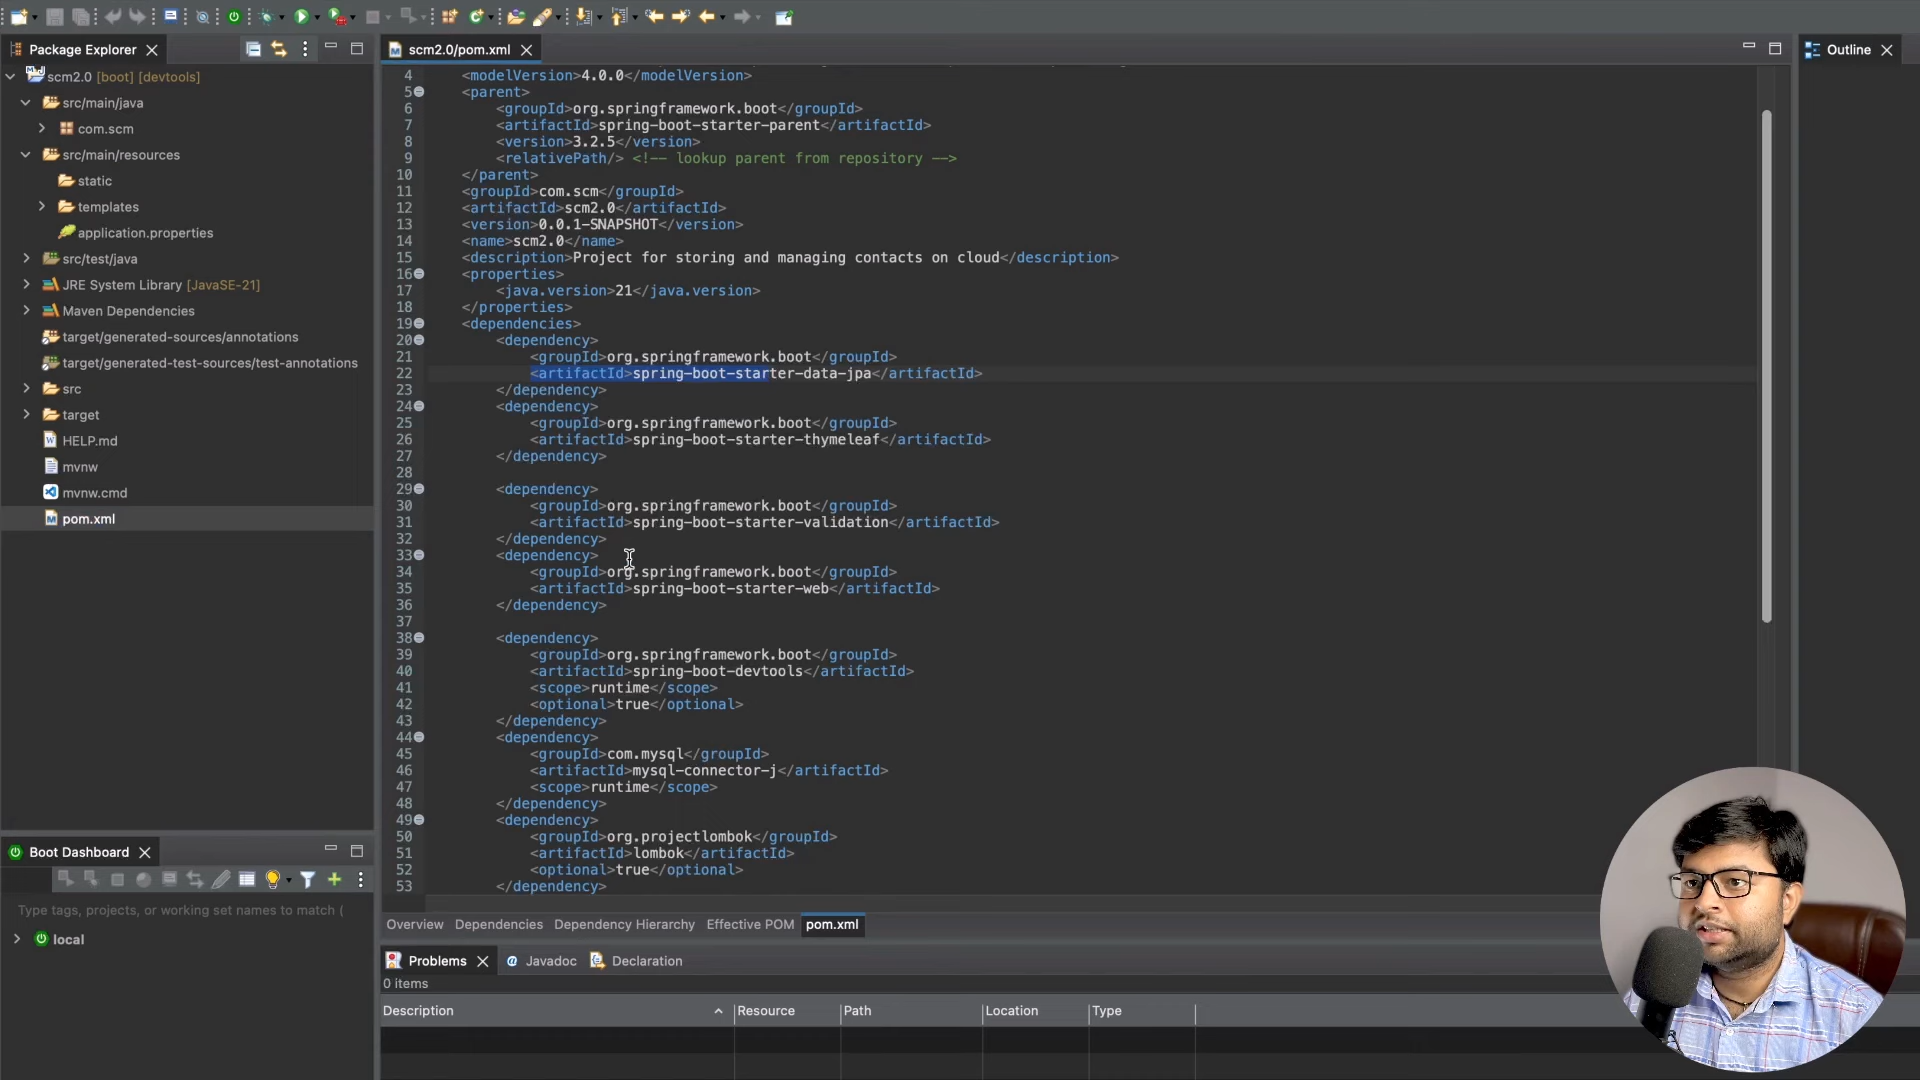 Package Explorer
scm2.0 [boot] [devtools]
src/main/java
com.scm
src/main/resources
static
templates
application.properties
src/test/java
JRE System Library [JavaSE-21]
Maven Dependencies
target/generated-sources/annotations
target/generated-test-sources/test-annotations
src
target
HELP.md
mvnw
mvnw.cmd
pom.xml
Boot Dashboard
Type tags, projects, or working set names to match (
local
scm2.0/pom.xml
4 <modelVersion>4.0.0</modelVersion>
5 <parent>
6 <groupId>org.springframework.boot</groupId>
7 <artifactId>spring-boot-starter-parent</artifactId>
8 <version>3.2.5</version>
9 <relativePath/> <!-- lookup parent from repository -->
10 </parent>
11 <groupId>com.scm</groupId>
12 <artifactId>scm2.0</artifactId>
13 <version>0.0.1-SNAPSHOT</version>
14 <name>scm2.0</name>
15 <description>Project for storing and managing contacts on cloud</description>
16 <properties>
17 <java.version>21</java.version>
18 </properties>
19 <dependencies>
20 <dependency>
21 <groupId>org.springframework.boot</groupId>
22 <artifactId>spring-boot-starter-data-jpa</artifactId>
23 </dependency>
24 <dependency>
25 <groupId>org.springframework.boot</groupId>
26 <artifactId>spring-boot-starter-thymeleaf</artifactId>
27 </dependency>
28
29 <dependency>
30 <groupId>org.springframework.boot</groupId>
31 <artifactId>spring-boot-starter-validation</artifactId>
32 </dependency>
33 <dependency>
34 <groupId>org.springframework.boot</groupId>
35 <artifactId>spring-boot-starter-web</artifactId>
36 </dependency>
37
38 <dependency>
39 <groupId>org.springframework.boot</groupId>
40 <artifactId>spring-boot-devtools</artifactId>
41 <scope>runtime</scope>
42 <optional>true</optional>
43 </dependency>
44 <dependency>
45 <groupId>com.mysql</groupId>
46 <artifactId>mysql-connector-j</artifactId>
47 <scope>runtime</scope>
48 </dependency>
49 <dependency>
50 <groupId>org.projectlombok</groupId>
51 <artifactId>lombok</artifactId>
52 <optional>true</optional>
53 </dependency>
Overview Dependencies Dependency Hierarchy Effective POM pom.xml
Problems Javadoc Declaration
0 items
Description Resource Path Location Type
Outline